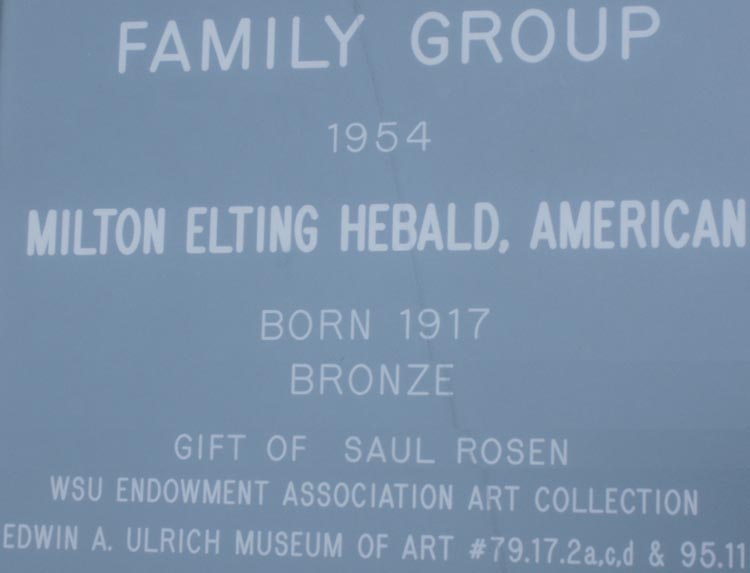 FAMILY GROUP
1954
MILTON ELTING HEBALD, AMERICAN
BORN 1917
BRONZE
GIFT OF SAUL ROSEN
WSU ENDOWMENT ASSOCIATION ART COLLECTION
EDWIN A. ULRICH MUSEUM OF ART #79.17.2a,c,d & 95.11